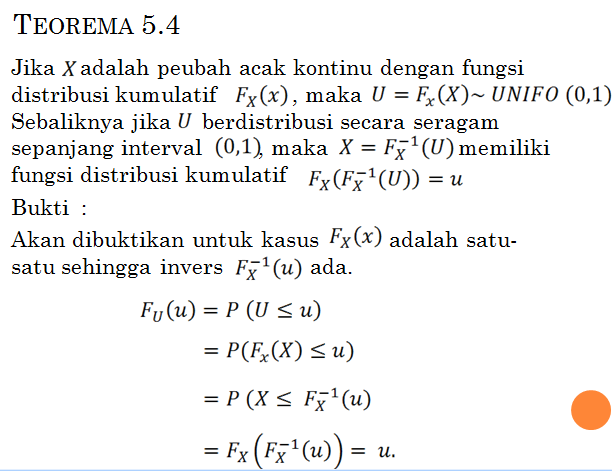 TEOREMA 5.4
Jika X adalah peubah acak kontinu dengan fungsi
distribusi kumulatif F_X(x), maka U = F_x(X)~ UNIFO (0,1)
Sebaliknya jika U berdistribusi secara seragam
sepanjang interval (0,1), maka X = F_X^{-1}(U) memiliki
fungsi distribusi kumulatif F_X(F_X^{-1}(U)) = u
Bukti :
Akan dibuktikan untuk kasus F_X(x) adalah satu-
satu sehingga invers F_X^{-1}(u) ada.
F_U(u) = P (U ≤ u)
= P(F_x(X) ≤ u)
= P (X ≤ F_X^{-1}(u)
= F_X(F_X^{-1}(u)) = u.